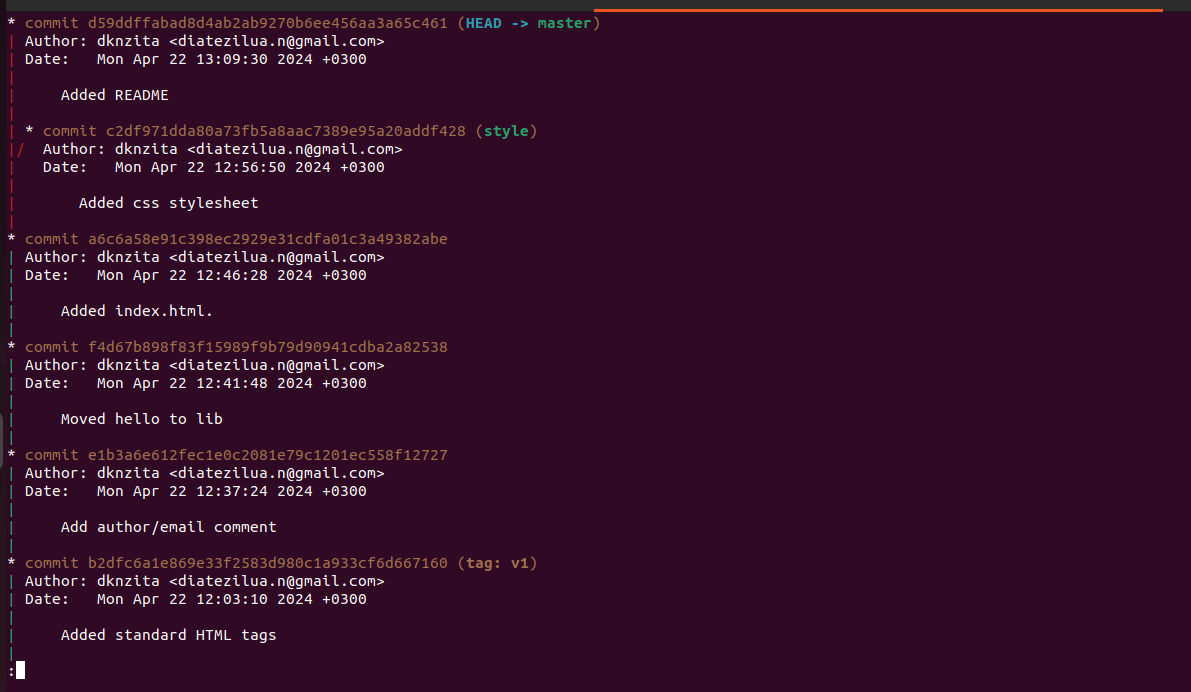 * commit d59ddffabad8d4ab2ab9270b6ee456aa3a65c461 (HEAD -> master)
| Author: dknzita <diatezilua.n@gmail.com>
| Date:   Mon Apr 22 13:09:30 2024 +0300
|
|     Added README
|
| * commit c2df971dda80a73fb5a8aac7389e95a20addf428 (style)
|/  Author: dknzita <diatezilua.n@gmail.com>
|   Date:   Mon Apr 22 12:56:50 2024 +0300
|
|       Added css stylesheet
|
* commit a6c6a58e91c398ec2929e31cdfa01c3a49382abe
| Author: dknzita <diatezilua.n@gmail.com>
| Date:   Mon Apr 22 12:46:28 2024 +0300
|
|     Added index.html.
|
* commit f4d67b898f83f15989f9b79d90941cdba2a82538
| Author: dknzita <diatezilua.n@gmail.com>
| Date:   Mon Apr 22 12:41:48 2024 +0300
|
|     Moved hello to lib
|
* commit e1b3a6e612fec1e0c2081e79c1201ec558f12727
| Author: dknzita <diatezilua.n@gmail.com>
| Date:   Mon Apr 22 12:37:24 2024 +0300
|
|     Add author/email comment
|
* commit b2dfc6a1e869e33f2583d980c1a933cf6d667160 (tag: v1)
| Author: dknzita <diatezilua.n@gmail.com>
| Date:   Mon Apr 22 12:03:10 2024 +0300
|
|     Added standard HTML tags
|
: